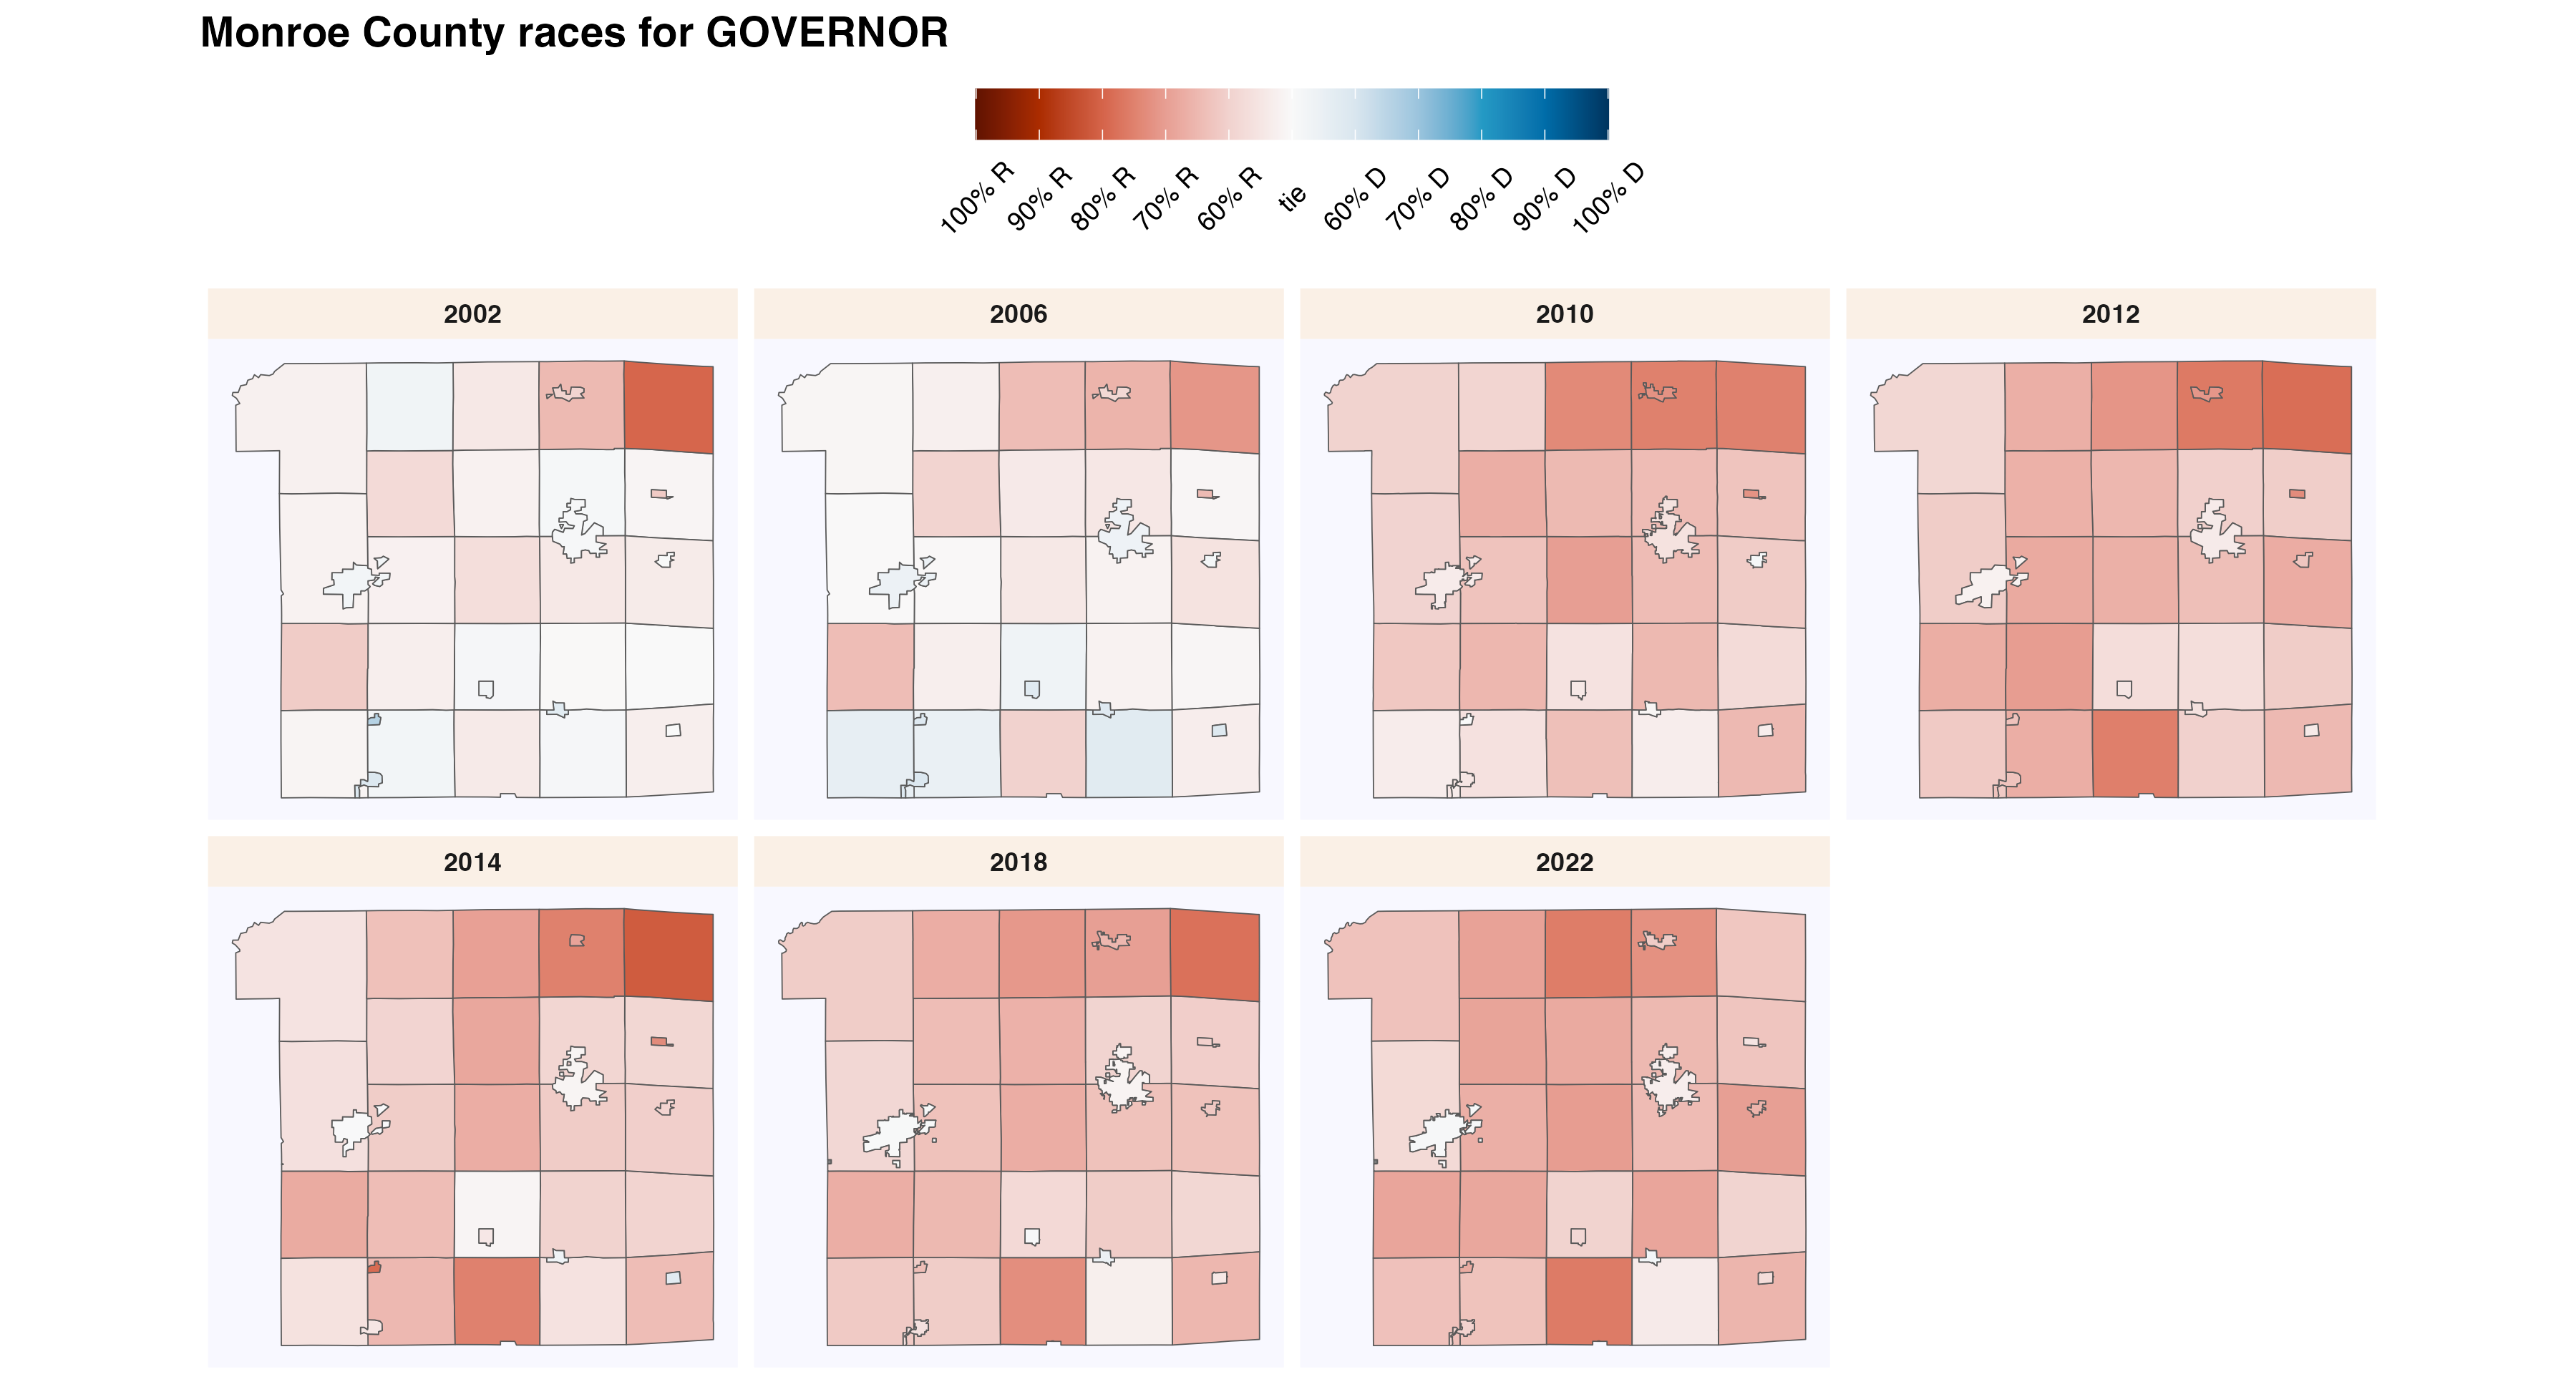 Monroe County races for GOVERNOR
100% R
90% R
80% R
70% R
60% R
tie
60% D
70% D
80% D
90% D
100% D
2002
2006
2010
2012
2014
2018
2022